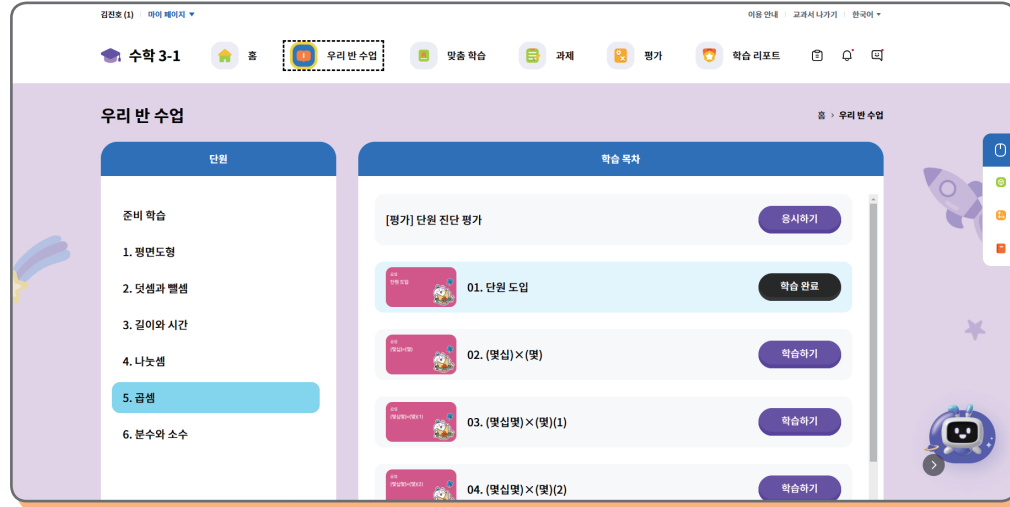 김진호 (1) 마이 페이지 ▼ 이용 안내 교과서 나가기 한국어 ▾
수학 3-1 홈 우리 반 수업 맞춤 학습 과제 평가 학습 리포트
우리 반 수업 홈 > 우리 반 수업
단원
준비 학습
1. 평면도형
2. 덧셈과 뺄셈
3. 길이와 시간
4. 나눗셈
5. 곱셈
6. 분수와 소수
학습 목차
[평가] 단원 진단 평가 응시하기
01. 단원 도입 학습 완료
02. (몇십)×(몇) 학습하기
03. (몇십몇)×(몇)(1) 학습하기
04. (몇십몇)×(몇)(2) 학습하기